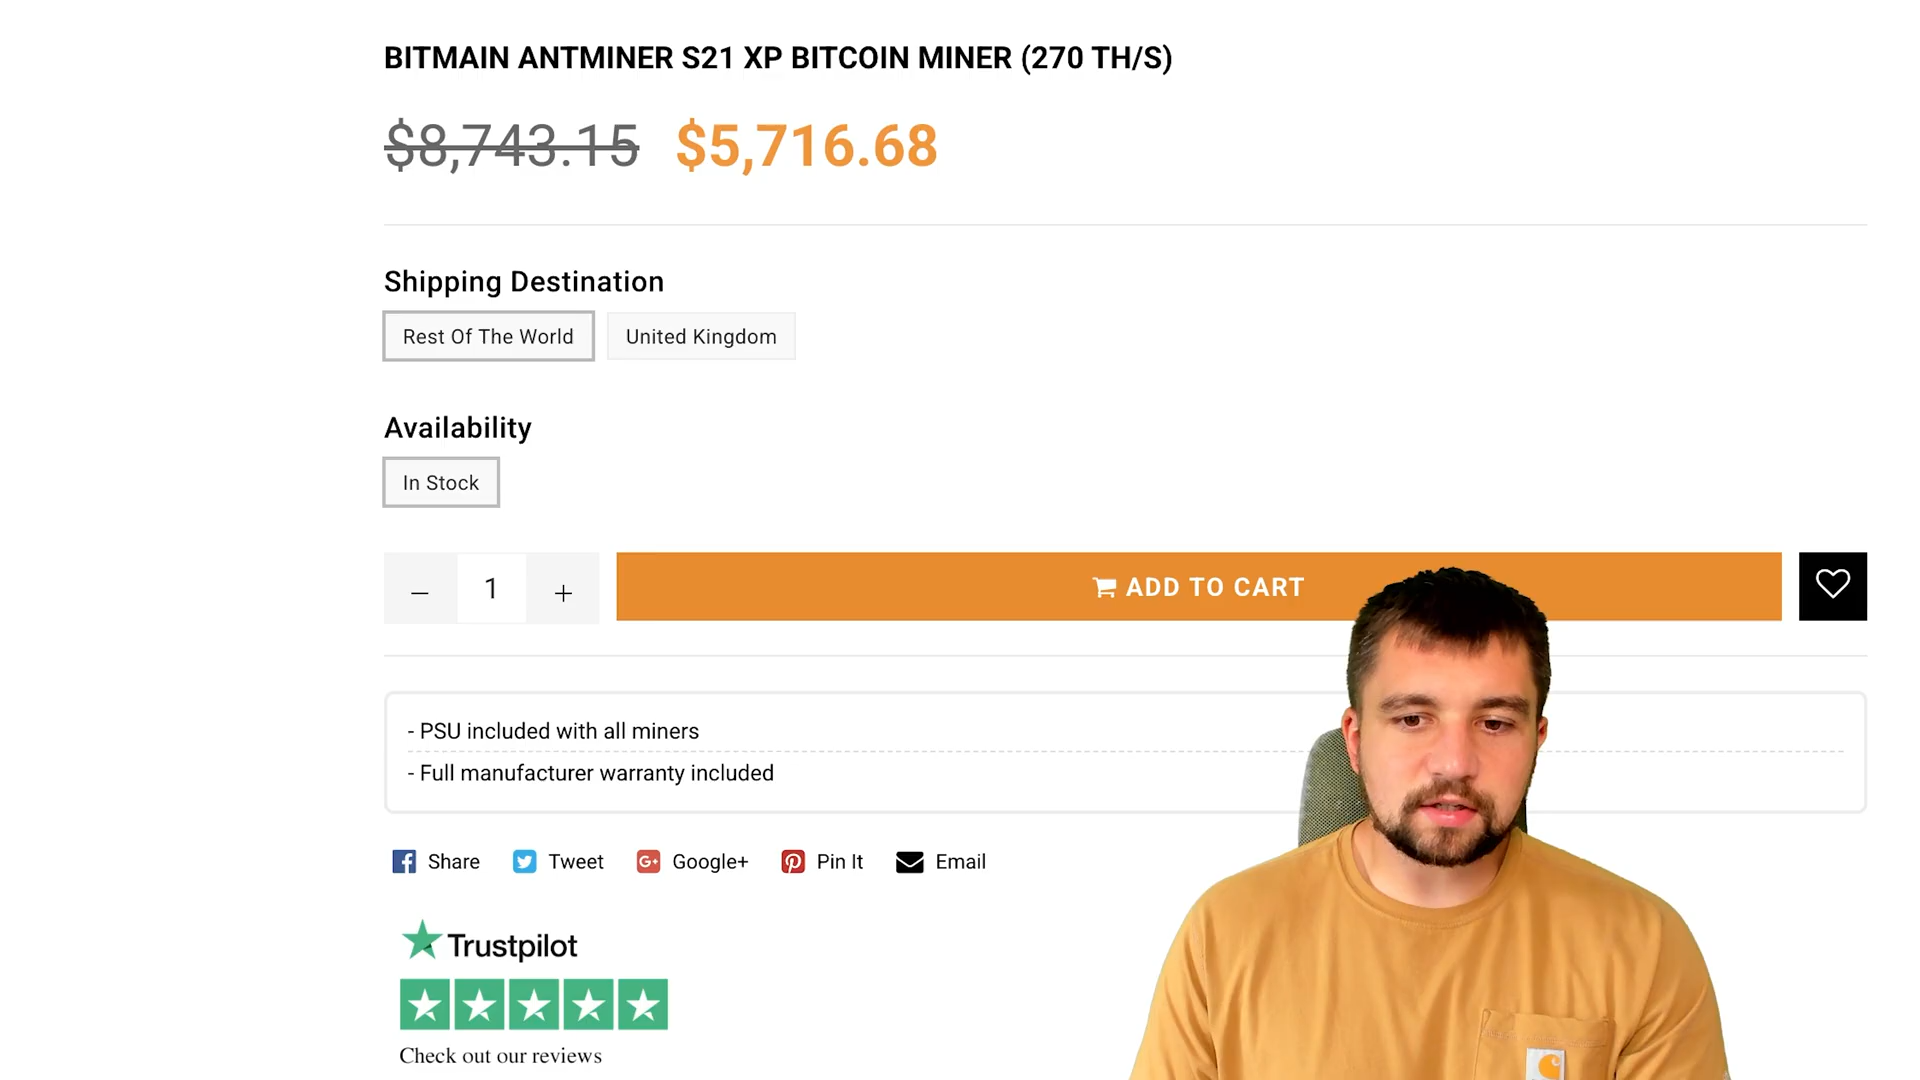 BITMAIN ANTMINER S21 XP BITCOIN MINER (270 TH/S)
$8,743.15 $5,716.68
Shipping Destination
Rest Of The World United Kingdom
Availability
In Stock
– 1 + ADD TO CART
- PSU included with all miners
- Full manufacturer warranty included
Share Tweet Google+ Pin It Email
Trustpilot
Check out our reviews